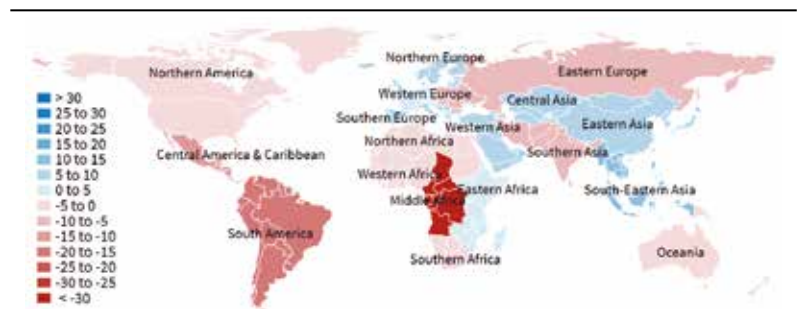 Northern Europe
Northern America
Eastern Europe
Western Europe
Central Asia
Southern Europe
Eastern Asia
Western Asia
Northern Africa
Central America & Caribbean
Southern Asia
Western Africa
Eastern Africa
South-Eastern Asia
Middle Africa
South America
Oceania
Southern Africa
> 30
25 to 30
20 to 25
15 to 20
10 to 15
5 to 10
0 to 5
-5 to 0
-10 to -5
-15 to -10
-20 to -15
-25 to -20
-30 to -25
< -30